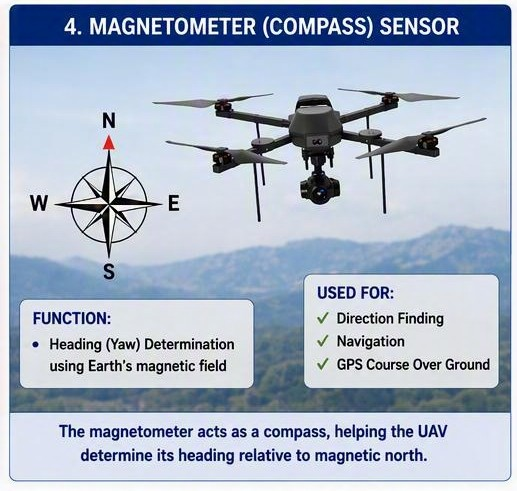 4. MAGNETOMETER (COMPASS) SENSOR
N
W
E
S
FUNCTION:
• Heading (Yaw) Determination
using Earth's magnetic field
USED FOR:
✓ Direction Finding
✓ Navigation
✓ GPS Course Over Ground
The magnetometer acts as a compass, helping the UAV
determine its heading relative to magnetic north.